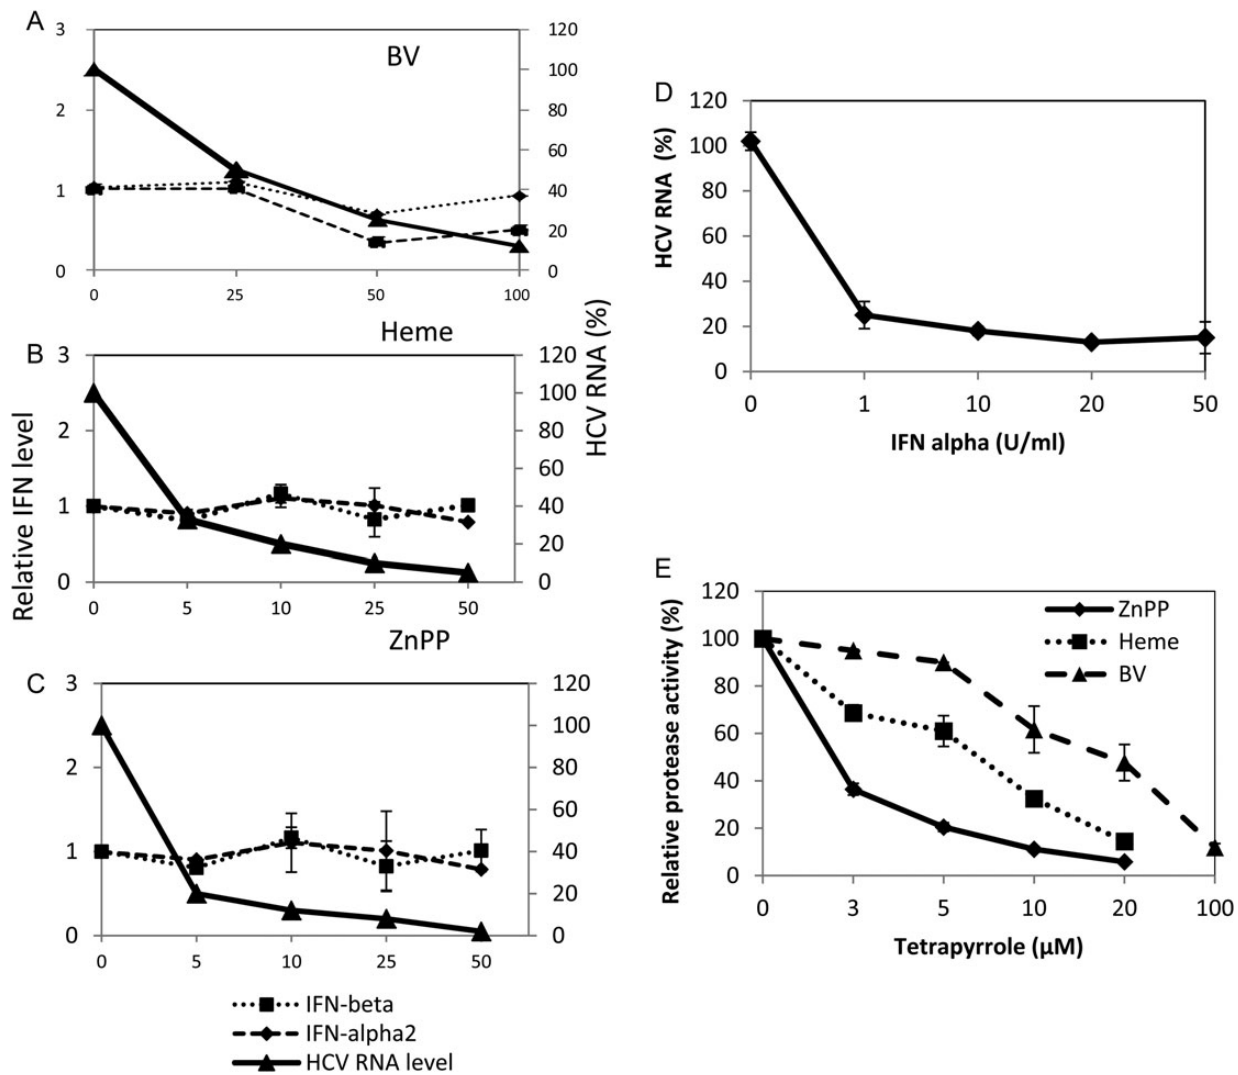 A
BV
3
2
1
0
120
100
80
60
40
20
0
0 25 50 100
Heme
B
3
2
1
0
120
100
80
60
40
20
0
0 5 10 25 50
ZnPP
C
3
2
1
0
120
100
80
60
40
20
0
0 5 10 25 50
Relative IFN level
HCV RNA (%)
IFN-beta
IFN-alpha2
HCV RNA level
D
HCV RNA (%)
120
100
80
60
40
20
0
0 1 10 20 50
IFN alpha (U/ml)
E
Relative protease activity (%)
120
100
80
60
40
20
0
ZnPP
Heme
BV
0 3 5 10 20 100
Tetrapyrrole (μM)